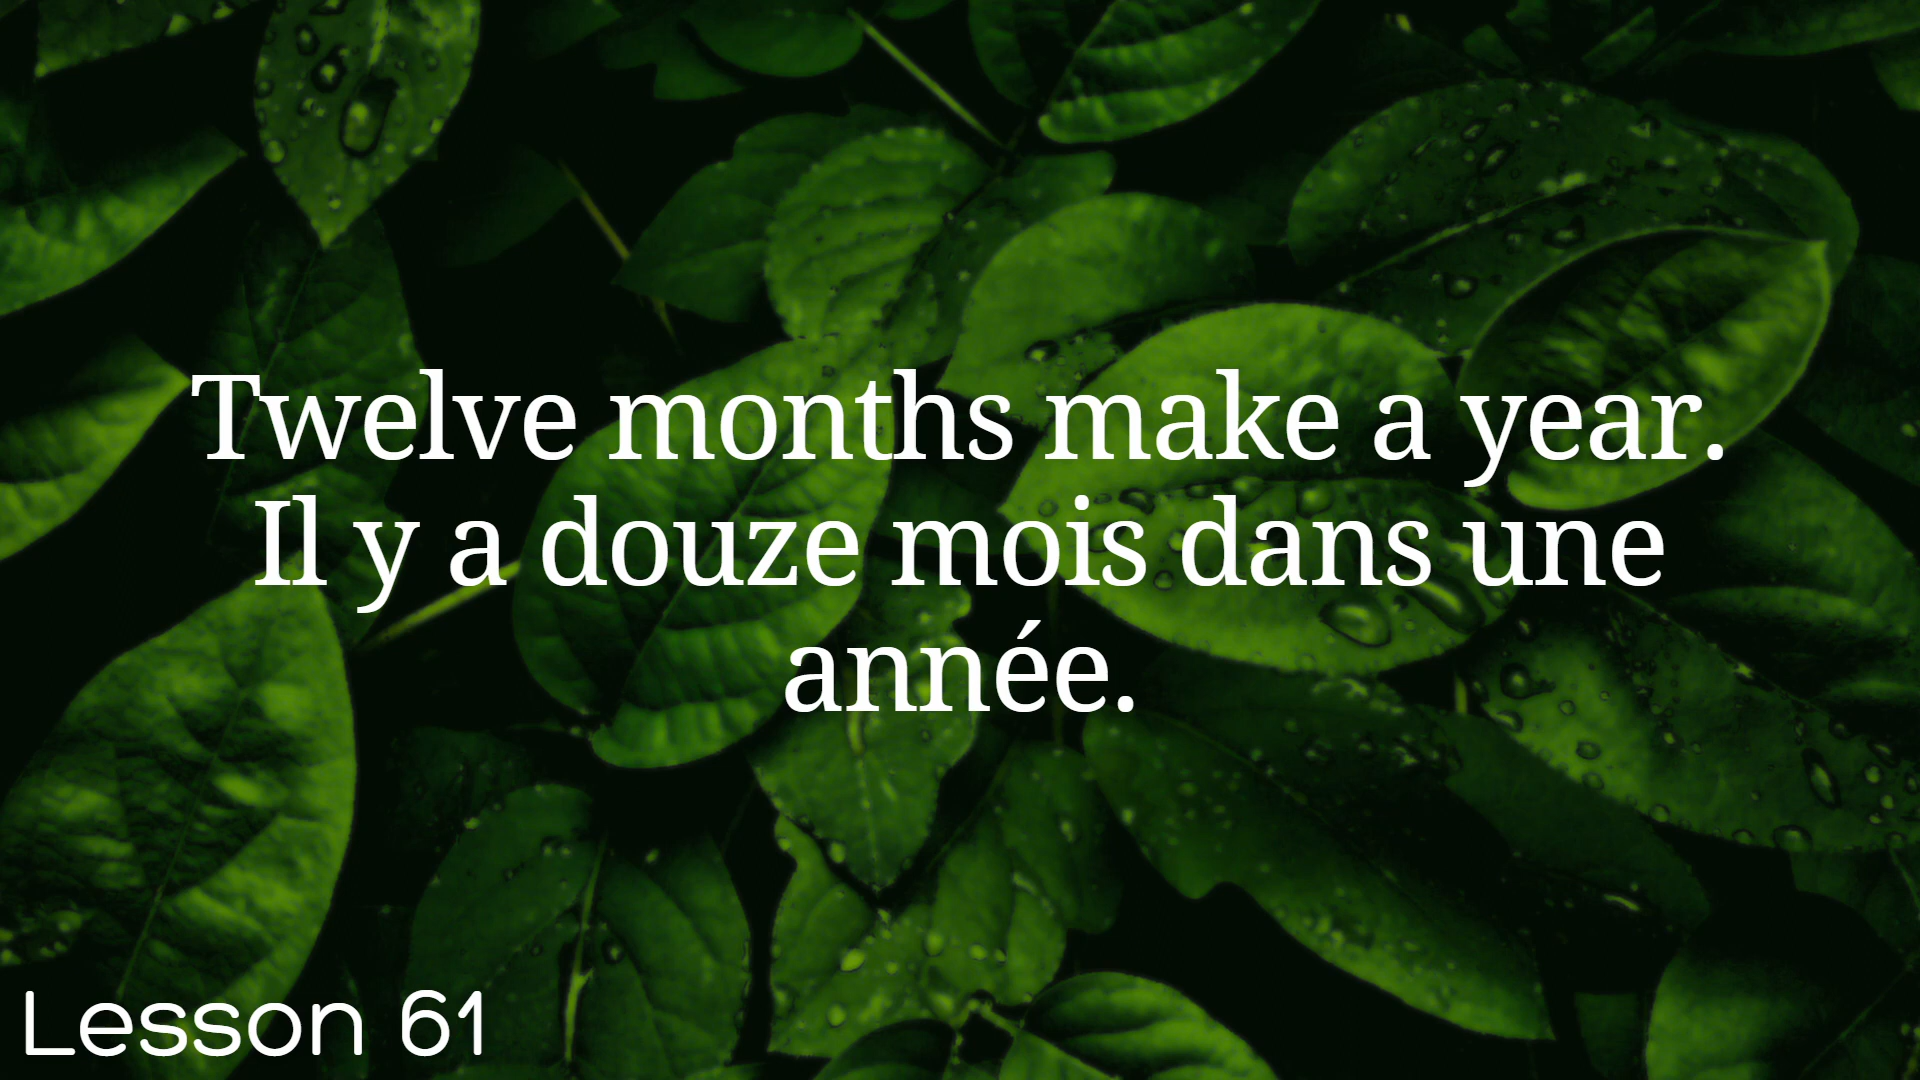 Twelve months make a year.
Il y a douze mois dans une
année.
Lesson 61